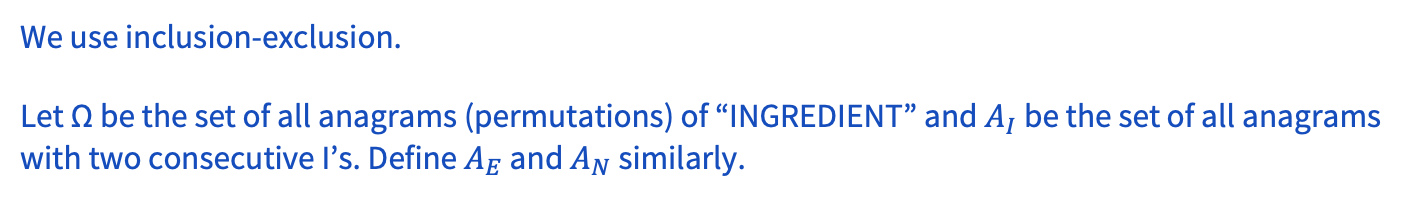 We use inclusion-exclusion.
Let Ω be the set of all anagrams (permutations) of “INGREDIENT” and A_I be the set of all anagrams
with two consecutive I’s. Define A_E and A_N similarly.